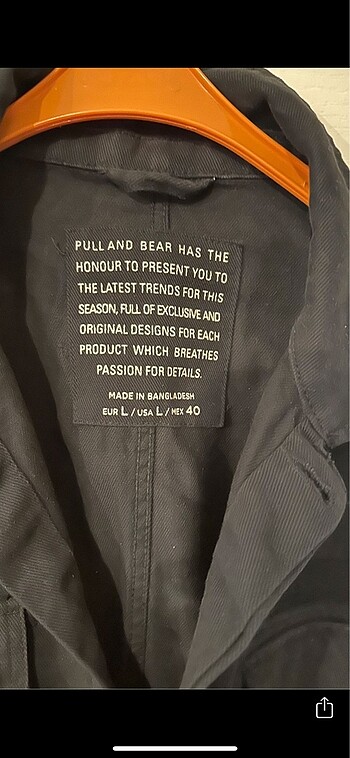 PULL AND BEAR HAS THE
HONOUR TO PRESENT YOU TO
THE LATEST TRENDS FOR THIS
SEASON, FULL OF EXCLUSIVE AND
ORIGINAL DESIGNS FOR EACH
PRODUCT WHICH BREATHES
PASSION FOR DETAILS.
MADE IN BANGLADESH
EUR L / USA L / MEX 40